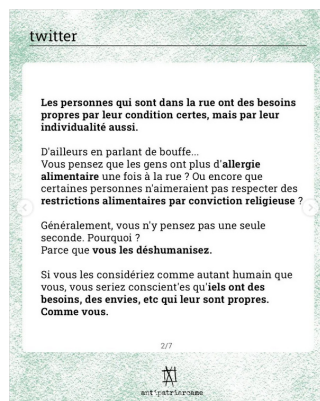 twitter
Les personnes qui sont dans la rue ont des besoins
propres par leur condition certes, mais par leur
individualité aussi.
D'ailleurs en parlant de bouffe...
Vous pensez que les gens ont plus d'allergie
alimentaire une fois à la rue ? Ou encore que
certaines personnes n'aimeraient pas respecter des
restrictions alimentaires par conviction religieuse ?
Généralement, vous n'y pensez pas une seule
seconde. Pourquoi ?
Parce que vous les déshumanisez.
Si vous les considériez comme autant humain que
vous, vous seriez conscient'es qu'iels ont des
besoins, des envies, etc qui leur sont propres.
Comme vous.
2/7
antipatriarcame